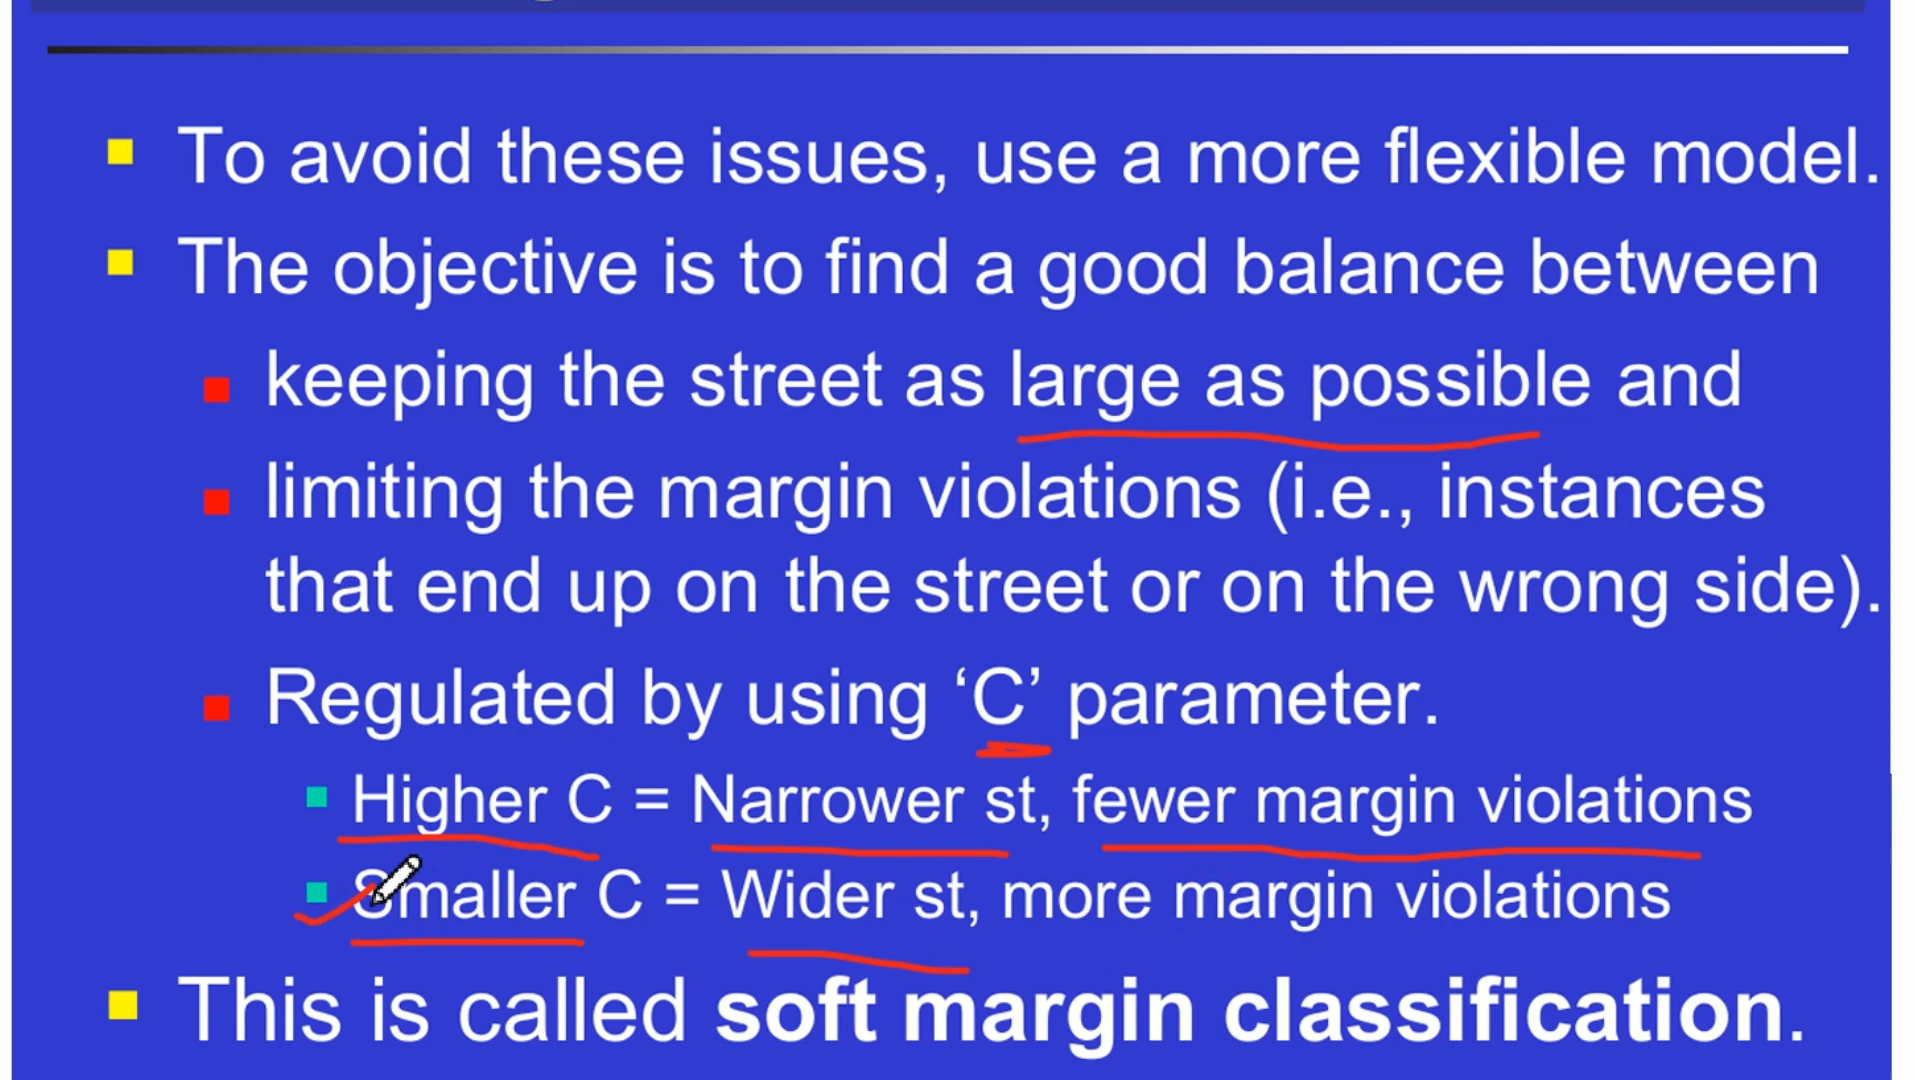 To avoid these issues, use a more flexible model.
The objective is to find a good balance between
keeping the street as large as possible and
limiting the margin violations (i.e., instances
that end up on the street or on the wrong side).
Regulated by using ‘C’ parameter.
Higher C = Narrower st, fewer margin violations
Smaller C = Wider st, more margin violations
This is called soft margin classification.